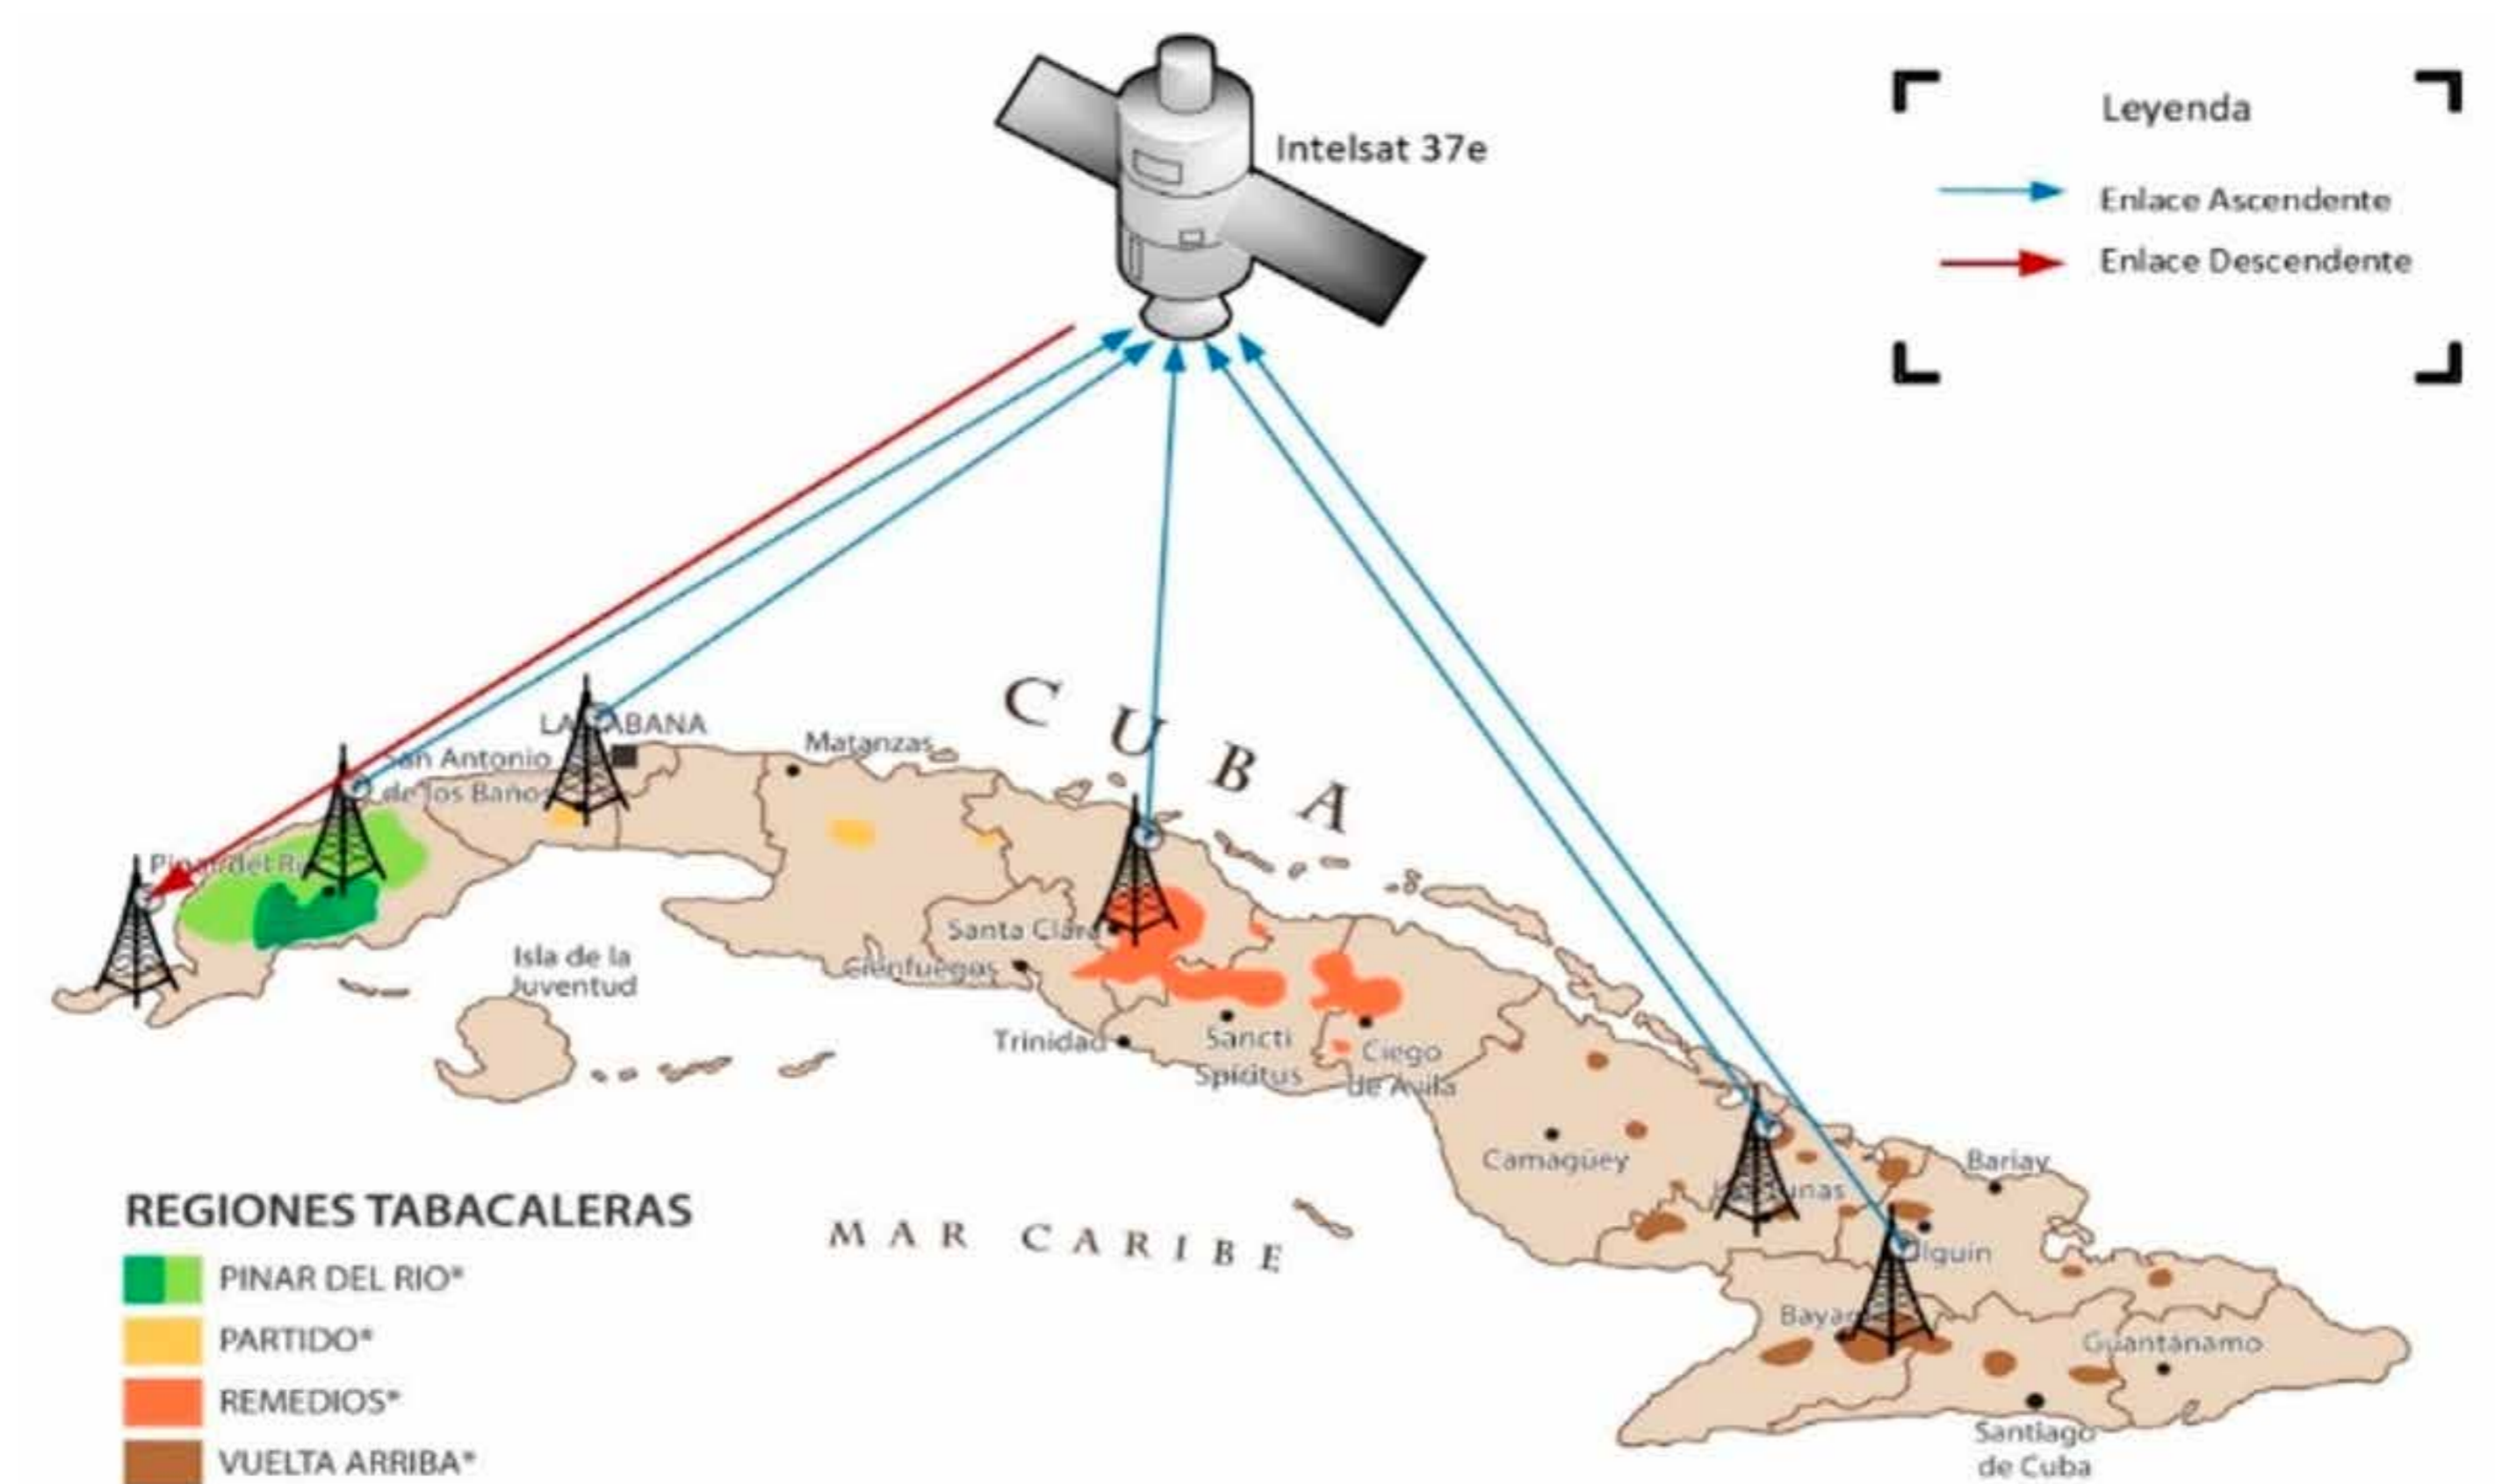 Intelsat 37e
Leyenda
Enlace Ascendente
Enlace Descendente
CUBA
Matanzas
Antonio
de los Baños
Isla de la
Juventud
Santa Clara
Cienfuegos
Trinidad
Sancti
Spíritus
Ciego
de Avila
Camagüey
Bariay
Guantánamo
Santiago
de Cuba
MAR CARIBE
REGIONES TABACALERAS
PINAR DEL RIO*
PARTIDO*
REMEDIOS*
VUELTA ARRIBA*